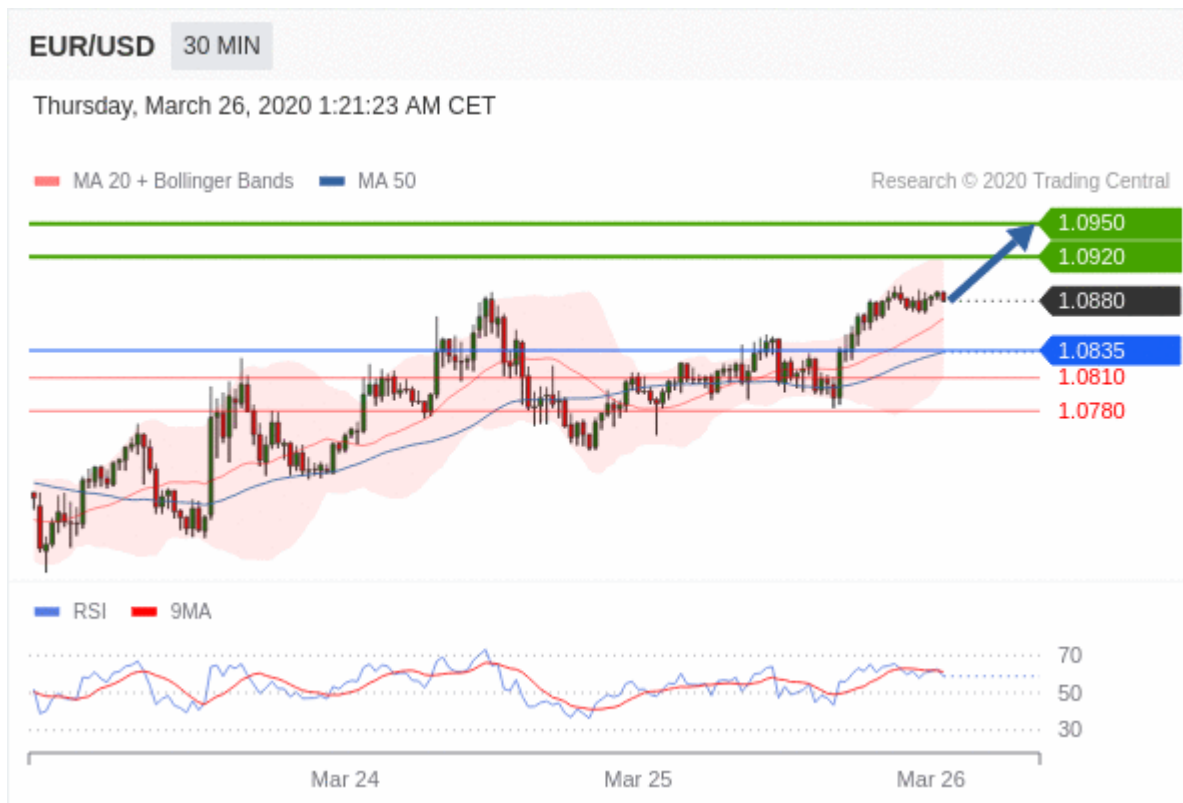 EUR/USD 30 MIN
Thursday, March 26, 2020 1:21:23 AM CET
MA 20 + Bollinger Bands MA 50 Research © 2020 Trading Central
1.0950
1.0920
1.0880
1.0835
1.0810
1.0780
RSI 9MA
70
50
30
Mar 24 Mar 25 Mar 26